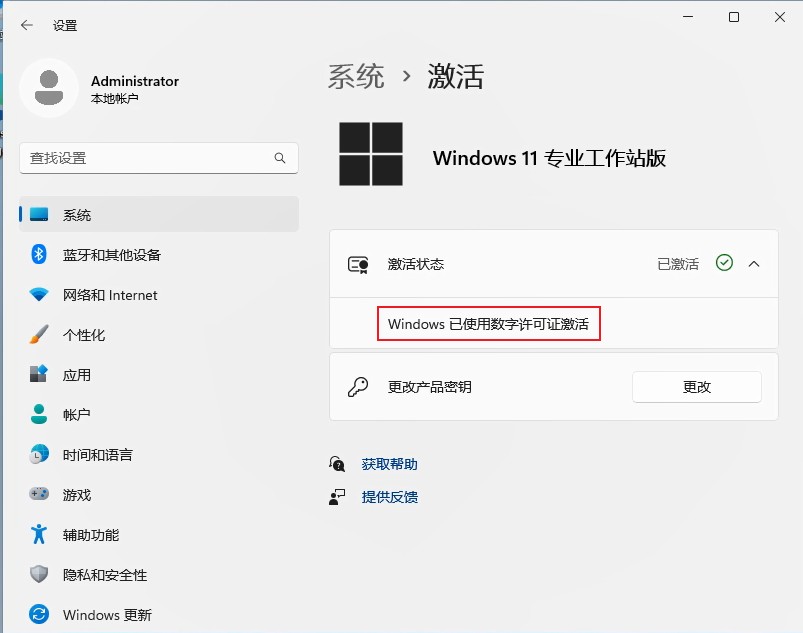 设置
Administrator
本地帐户
查找设置
系统
蓝牙和其他设备
网络和 Internet
个性化
应用
帐户
时间和语言
游戏
辅助功能
隐私和安全性
Windows 更新
系统 › 激活
Windows 11 专业工作站版
激活状态
已激活
Windows 已使用数字许可证激活
更改产品密钥
更改
获取帮助
提供反馈